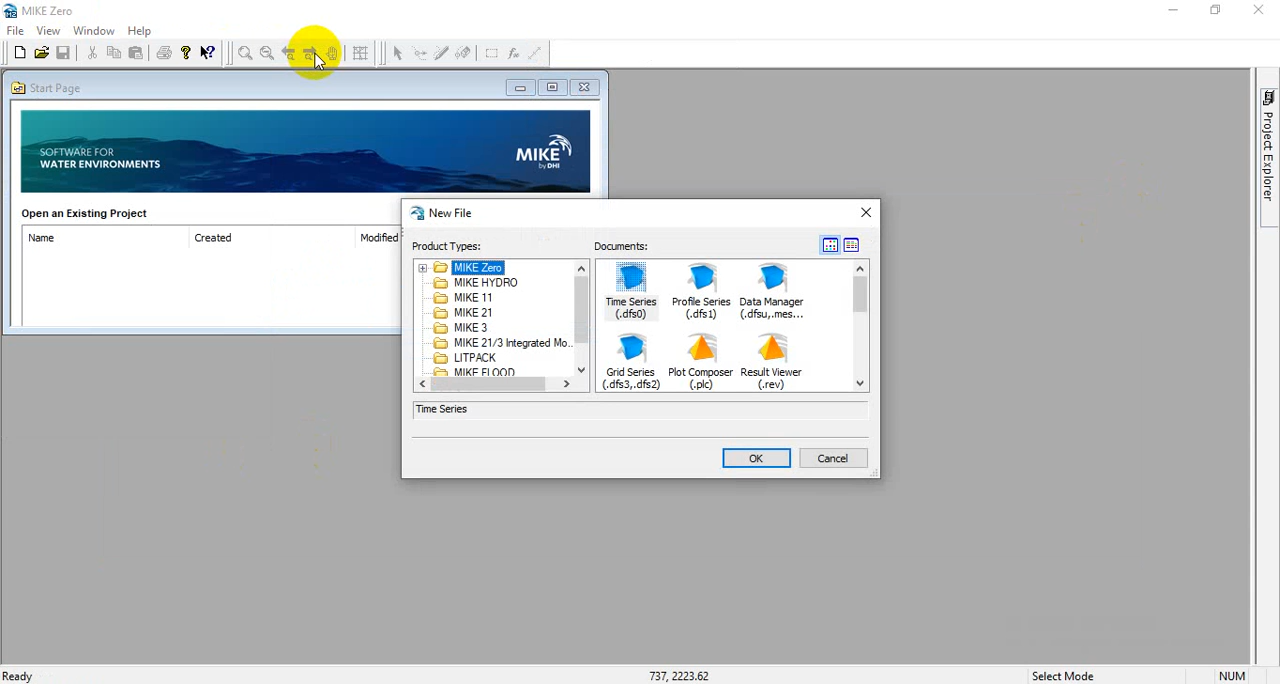 MIKE Zero
File View Window Help
Start Page
SOFTWARE FOR
WATER ENVIRONMENTS
MIKE
by DHI
Open an Existing Project
Name Created Modified
New File
Product Types:
MIKE Zero
MIKE HYDRO
MIKE 11
MIKE 21
MIKE 3
MIKE 21/3 Integrated Mo..
LITPACK
MIKE FLOOD
Documents:
Time Series
(.dfs0)
Profile Series
(.dfs1)
Data Manager
(.dfsu,.mes...
Grid Series
(.dfs3,.dfs2)
Plot Composer
(.plc)
Result Viewer
(.rev)
Time Series
OK Cancel
Project Explorer
Ready 737, 2223.62 Select Mode NUM